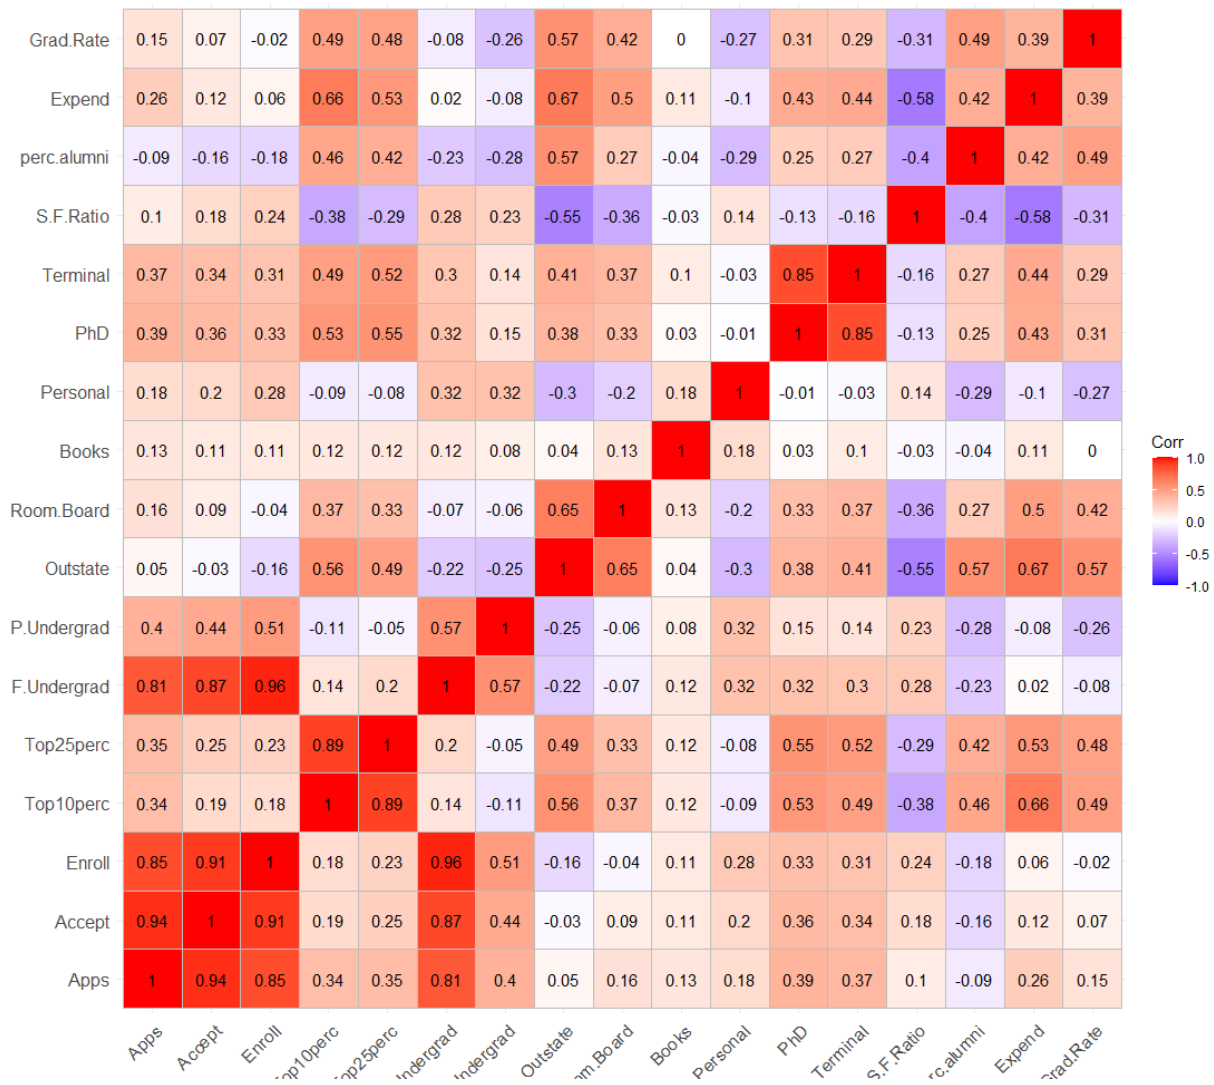 Grad.Rate 0.15 0.07 -0.02 0.49 0.48 -0.08 -0.26 0.57 0.42 0 -0.27 0.31 0.29 -0.31 0.49 0.39 1
Expend 0.26 0.12 0.06 0.66 0.53 0.02 -0.08 0.67 0.5 0.11 -0.1 0.43 0.44 -0.58 0.42 1 0.39
perc.alumni -0.09 -0.16 -0.18 0.46 0.42 -0.23 -0.28 0.57 0.27 -0.04 -0.29 0.25 0.27 -0.4 1 0.42 0.49
S.F.Ratio 0.1 0.18 0.24 -0.38 -0.29 0.28 0.23 -0.55 -0.36 -0.03 0.14 -0.13 -0.16 1 -0.4 -0.58 -0.31
Terminal 0.37 0.34 0.31 0.49 0.52 0.3 0.14 0.41 0.37 0.1 -0.03 0.85 1 -0.16 0.27 0.44 0.29
PhD 0.39 0.36 0.33 0.53 0.55 0.32 0.15 0.38 0.33 0.03 -0.01 1 0.85 -0.13 0.25 0.43 0.31
Personal 0.18 0.2 0.28 -0.09 -0.08 0.32 0.32 -0.3 -0.2 0.18 1 -0.01 -0.03 0.14 -0.29 -0.1 -0.27
Books 0.13 0.11 0.11 0.12 0.12 0.12 0.08 0.04 0.13 1 0.18 0.03 0.1 -0.03 -0.04 0.11 0
Room.Board 0.16 0.09 -0.04 0.37 0.33 -0.07 -0.06 0.65 1 0.13 -0.2 0.33 0.37 -0.36 0.27 0.5 0.42
Outstate 0.05 -0.03 -0.16 0.56 0.49 -0.22 -0.25 1 0.65 0.04 -0.3 0.38 0.41 -0.55 0.57 0.67 0.57
P.Undergrad 0.4 0.44 0.51 -0.11 -0.05 0.57 1 -0.25 -0.06 0.08 0.32 0.15 0.14 0.23 -0.28 -0.08 -0.26
F.Undergrad 0.81 0.87 0.96 0.14 0.2 1 0.57 -0.22 -0.07 0.12 0.32 0.32 0.3 0.28 -0.23 0.02 -0.08
Top25perc 0.35 0.25 0.23 0.89 1 0.2 -0.05 0.49 0.33 0.12 -0.08 0.55 0.52 -0.29 0.42 0.53 0.48
Top10perc 0.34 0.19 0.18 1 0.89 0.14 -0.11 0.56 0.37 0.12 -0.09 0.53 0.49 -0.38 0.46 0.66 0.49
Enroll 0.85 0.91 1 0.18 0.23 0.96 0.51 -0.16 -0.04 0.11 0.28 0.33 0.31 0.24 -0.18 0.06 -0.02
Accept 0.94 1 0.91 0.19 0.25 0.87 0.44 -0.03 0.09 0.11 0.2 0.36 0.34 0.18 -0.16 0.12 0.07
Apps 1 0.94 0.85 0.34 0.35 0.81 0.4 0.05 0.16 0.13 0.18 0.39 0.37 0.1 -0.09 0.26 0.15
Apps Accept Enroll op10perc op25perc Undergrad Undergrad Outstate om.Board Books Personal PhD Terminal S.F.Ratio rc.alumni Expend Grad.Rate
Corr
1.0
0.5
0.0
-0.5
-1.0